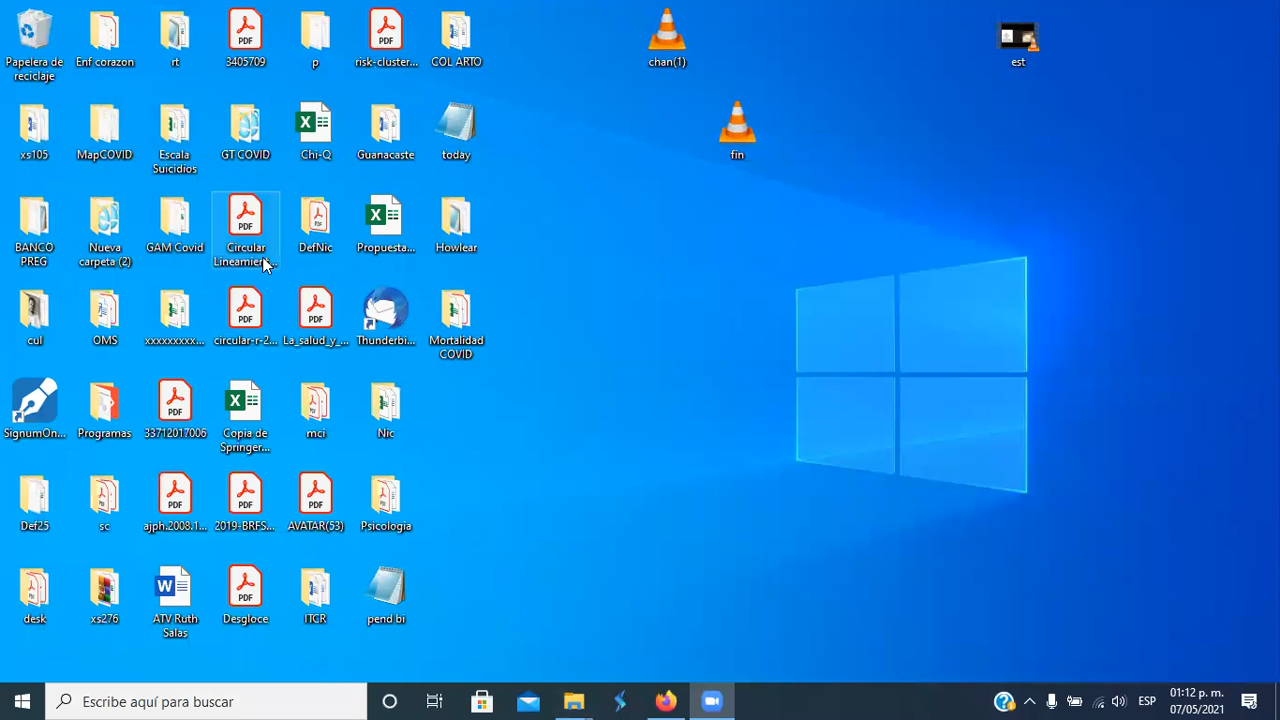 Papelera de
reciclaje
Enf corazon
rt
3405709
p
risk-cluster...
COL ARTO
chan(1)
est
xs105
MapCOVID
Escala
Suicidios
GT COVID
Chi-Q
Guanacaste
today
fin
BANCO
PREG
Nueva
carpeta (2)
GAM Covid
Circular
Lineamien...
DefNic
Propuesta...
Howlear
cul
OMS
xxxxxxxxx...
circular-r-2...
La_salud_y_...
Thunderbi...
Mortalidad
COVID
SignumOn...
Programas
33712017006
Copia de
Springer...
mci
Nic
Def25
sc
ajph.2008.1...
2019-BRFS...
AVATAR(53)
Psicologia
desk
xs276
ATV Ruth
Salas
Desgloce
ITCR
pend bi
Escribe aquí para buscar
ESP
01:12 p. m.
07/05/2021